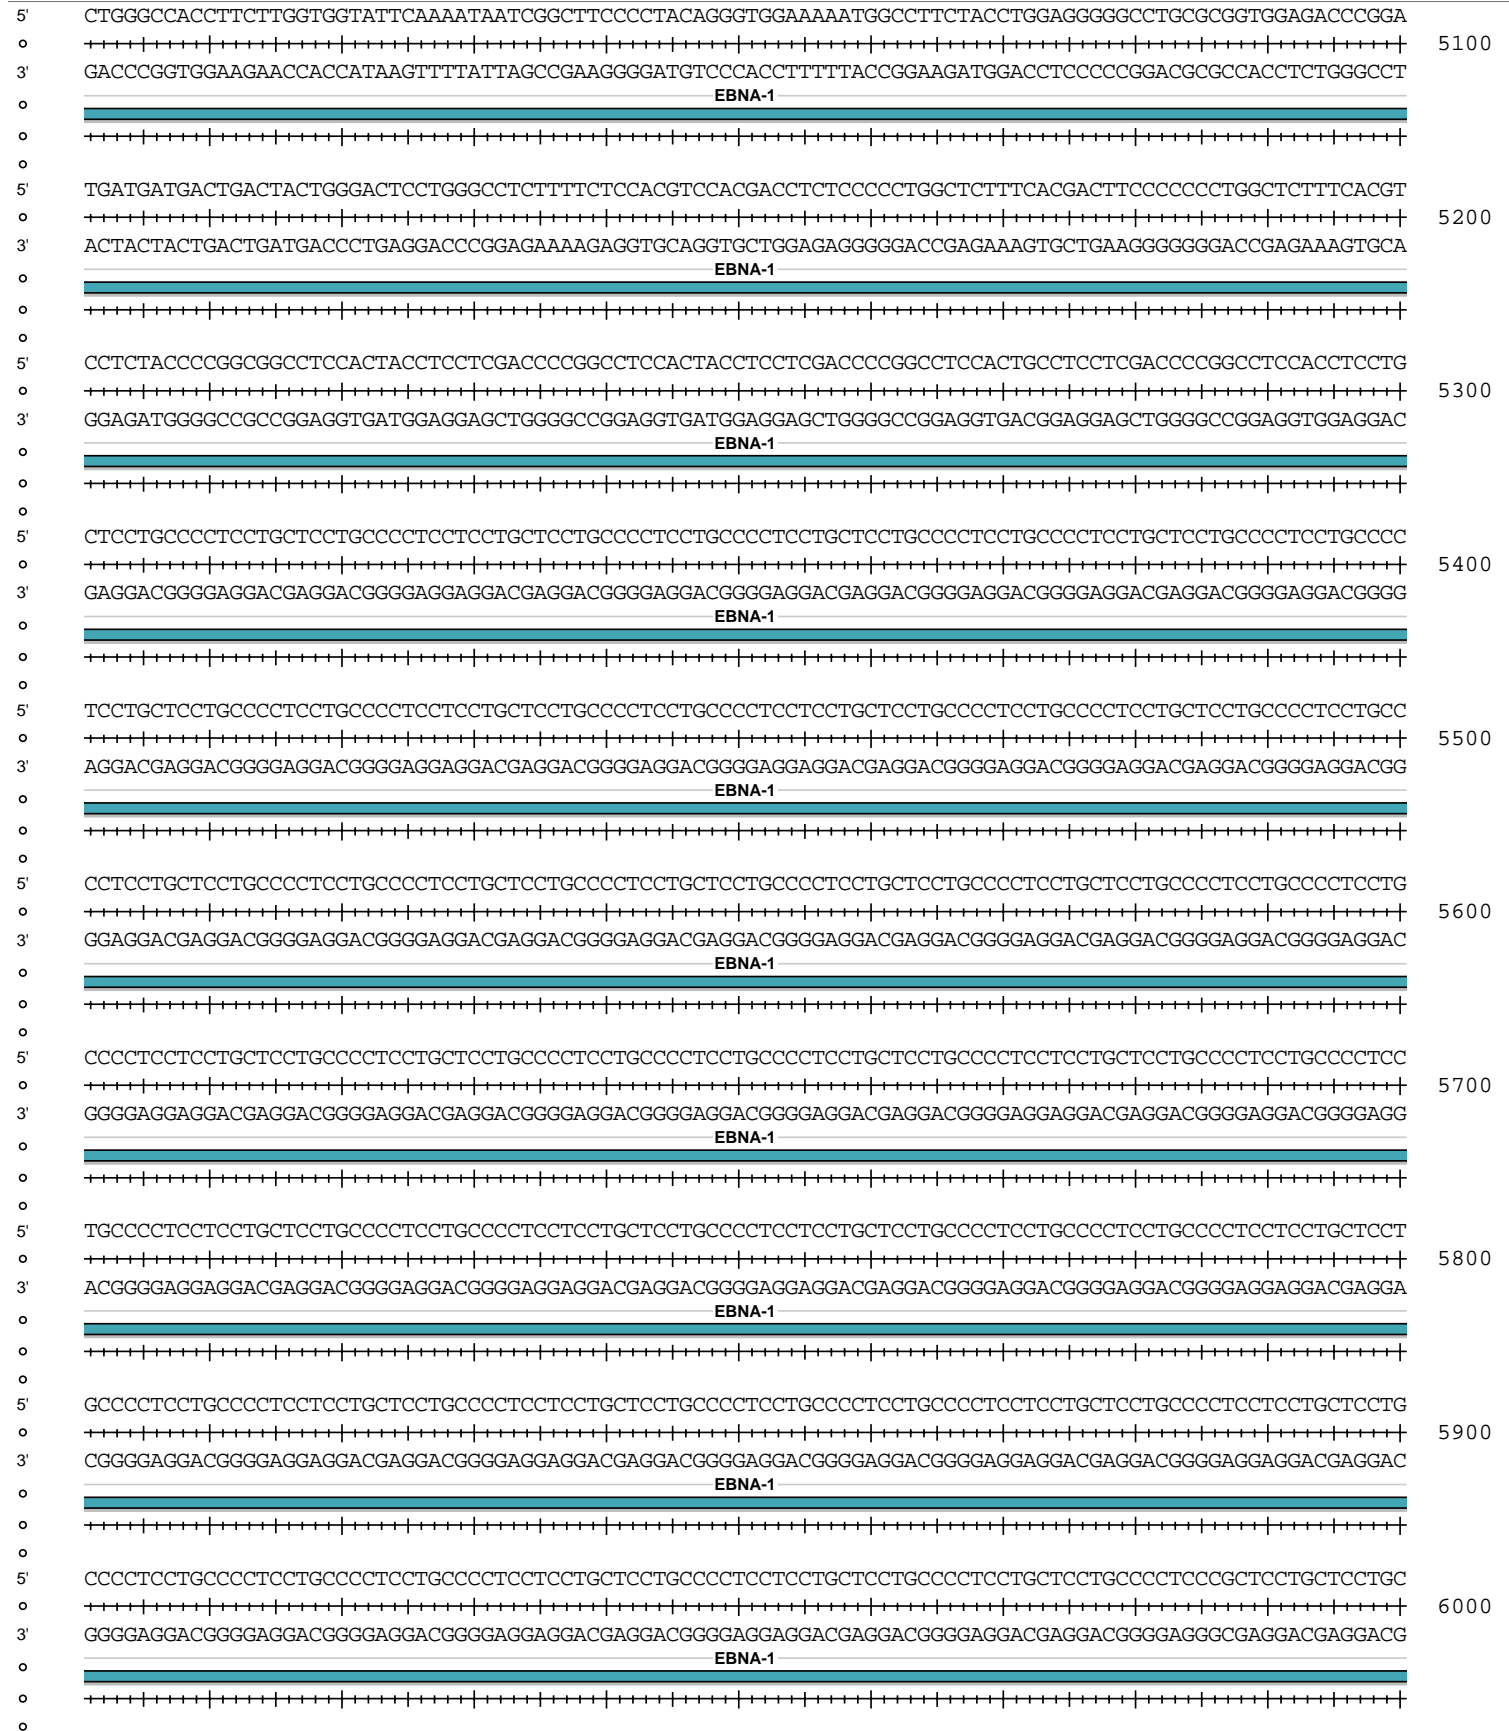 5' CTGGGCCACCTTCTTGGTGGTATTCAAAATAATCGGCTTCCCCTACAGGGTGGAAAAATGGCCTTCTACCTGGAGGGGGCCTGCGCGGTGGAGACCCGGA
5100
3' GACCCGGTGGAAGAACCACCATAAGTTTTATTAGCCGAAGGGGATGTCCCACCTTTTTACCGGAAGATGGACCTCCCCCGGACGCGCCACCTCTGGGCCT
EBNA-1
5' TGATGATGACTGACTACTGGGACTCCTGGGCCTCTTTTCTCCACGTCCACGACCTCTCCCCCTGGCTCTTTCACGACTTCCCCCCCTGGCTCTTTCACGT
5200
3' ACTACTACTGACTGATGACCCTGAGGACCCGGAGAAAAGAGGTGCAGGTGCTGGAGAGGGGGACCGAGAAAGTGCTGAAGGGGGGGACCGAGAAAGTGCA
EBNA-1
5' CCTCTACCCCGGCGGCCTCCACTACCTCCTCGACCCCGGCCTCCACTACCTCCTCGACCCCGGCCTCCACTGCCTCCTCGACCCCGGCCTCCACCTCCTG
5300
3' GGAGATGGGGCCGCCGGAGGTGATGGAGGAGCTGGGGCCGGAGGTGATGGAGGAGCTGGGGCCGGAGGTGACGGAGGAGCTGGGGCCGGAGGTGGAGGAC
EBNA-1
5' CTCCTGCCCCTCCTGCTCCTGCCCCTCCTCCTGCTCCTGCCCCTCCTGCCCCTCCTGCTCCTGCCCCTCCTGCCCCTCCTGCTCCTGCCCCTCCTGCCCC
5400
3' GAGGACGGGGAGGACGAGGACGGGGAGGAGGACGAGGACGGGGAGGACGGGGAGGACGAGGACGGGGAGGACGGGGAGGACGAGGACGGGGAGGACGGGG
EBNA-1
5' TCCTGCTCCTGCCCCTCCTGCCCCTCCTCCTGCTCCTGCCCCTCCTGCCCCTCCTCCTGCTCCTGCCCCTCCTGCCCCTCCTGCTCCTGCCCCTCCTGCC
5500
3' AGGACGAGGACGGGGAGGACGGGGAGGAGGACGAGGACGGGGAGGACGGGGAGGAGGACGAGGACGGGGAGGACGGGGAGGACGAGGACGGGGAGGACGG
EBNA-1
5' CCTCCTGCTCCTGCCCCTCCTGCCCCTCCTGCTCCTGCCCCTCCTGCTCCTGCCCCTCCTGCTCCTGCCCCTCCTGCTCCTGCCCCTCCTGCCCCTCCTG
5600
3' GGAGGACGAGGACGGGGAGGACGGGGAGGACGAGGACGGGGAGGACGAGGACGGGGAGGACGAGGACGGGGAGGACGAGGACGGGGAGGACGGGGAGGAC
EBNA-1
5' CCCCTCCTCCTGCTCCTGCCCCTCCTGCTCCTGCCCCTCCTGCCCCTCCTGCCCCTCCTGCTCCTGCCCCTCCTCCTGCTCCTGCCCCTCCTGCCCCTCC
5700
3' GGGGAGGAGGACGAGGACGGGGAGGACGAGGACGGGGAGGACGGGGAGGACGGGGAGGACGAGGACGGGGAGGAGGACGAGGACGGGGAGGACGGGGAGG
EBNA-1
5' TGCCCCTCCTCCTGCTCCTGCCCCTCCTGCCCCTCCTCCTGCTCCTGCCCCTCCTCCTGCTCCTGCCCCTCCTGCCCCTCCTGCCCCTCCTCCTGCTCCT
5800
3' ACGGGGAGGAGGACGAGGACGGGGAGGACGGGGAGGAGGACGAGGACGGGGAGGAGGACGAGGACGGGGAGGACGGGGAGGACGGGGAGGAGGACGAGGA
EBNA-1
5' GCCCCTCCTGCCCCTCCTCCTGCTCCTGCCCCTCCTCCTGCTCCTGCCCCTCCTGCCCCTCCTGCCCCTCCTCCTGCTCCTGCCCCTCCTCCTGCTCCTG
5900
3' CGGGGAGGACGGGGAGGAGGACGAGGACGGGGAGGAGGACGAGGACGGGGAGGACGGGGAGGACGGGGAGGAGGACGAGGACGGGGAGGAGGACGAGGAC
EBNA-1
5' CCCCTCCTGCCCCTCCTGCCCCTCCTGCCCCTCCTCCTGCTCCTGCCCCTCCTCCTGCTCCTGCCCCTCCTGCTCCTGCCCCTCCCGCTCCTGCTCCTGC
6000
3' GGGGAGGACGGGGAGGACGGGGAGGACGGGGAGGAGGACGAGGACGGGGAGGAGGACGAGGACGGGGAGGACGAGGACGGGGAGGGCGAGGACGAGGACG
EBNA-1